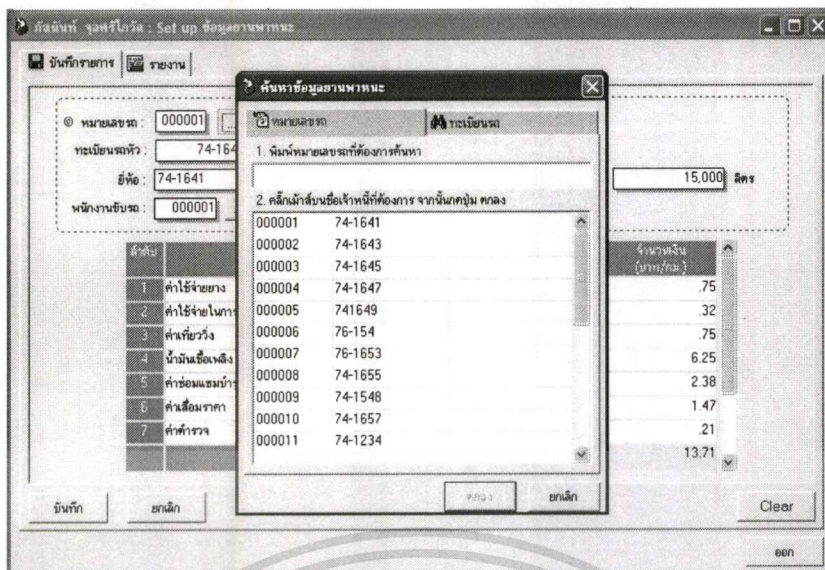 ภัสนันท์ จุลศรีไกวัล : Set up ข้อมูลยานพาหนะ
บันทึกรายการ รายงาน
หมายเลขรถ : 000001
ทะเบียนรถหัว : 74-164
ยี่ห้อ : 74-1641
พนักงานขับรถ : 000001
15,000 ลิตร
ลำดับ จำนวนเงิน
(บาท/กม.)
1 ค่าใช้จ่ายยาง .75
2 ค่าใช้จ่ายในการ .32
3 ค่าเที่ยววิ่ง .75
4 น้ำมันเชื้อเพลิง 6.25
5 ค่าซ่อมแซมบำรุ 2.38
6 ค่าเสื่อมราคา 1.47
7 ค่าตำรวจ .21
13.71
บันทึก ยกเลิก Clear
ออก
ค้นหาข้อมูลยานพาหนะ
หมายเลขรถ ทะเบียนรถ
1. พิมพ์หมายเลขรถที่ต้องการค้นหา
2. คลิ๊กเม้าส์บนชื่อเจ้าหนี้ที่ต้องการ จากนั้นกดปุ่ม ตกลง
000001 74-1641
000002 74-1643
000003 74-1645
000004 74-1647
000005 741649
000006 76-154
000007 76-1653
000008 74-1655
000009 74-1548
000010 74-1657
000011 74-1234
ตกลง ยกเลิก